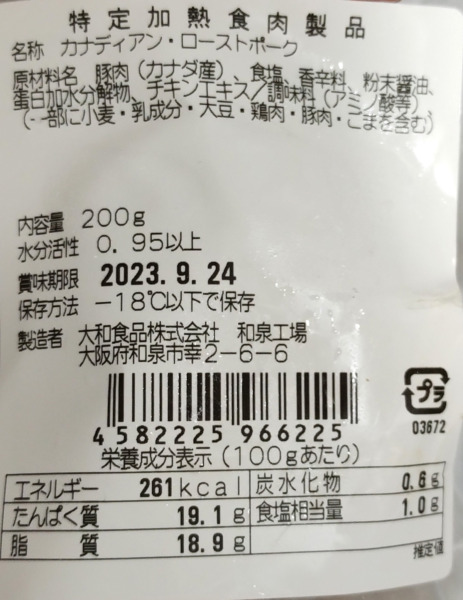 特定加熱食肉製品
名称 カナディアン・ローストポーク
原材料名 豚肉(カナダ産)、食塩、香辛料、粉末醤油、
蛋白加水分解物、チキンエキス/調味料(アミノ酸等)
(一部に小麦・乳成分・大豆・鶏肉・豚肉・ごまを含む)
内容量 200g
水分活性 0.95以上
賞味期限 2023.9.24
保存方法 -18℃以下で保存
製造者 大和食品株式会社 和泉工場
大阪府和泉市幸2-6-6
プラ
03672
4 582225 966225
栄養成分表示(100gあたり)
エネルギー 261kcal 炭水化物 0.6g
たんぱく質 19.1g 食塩相当量 1.0g
脂質 18.9g
推定値